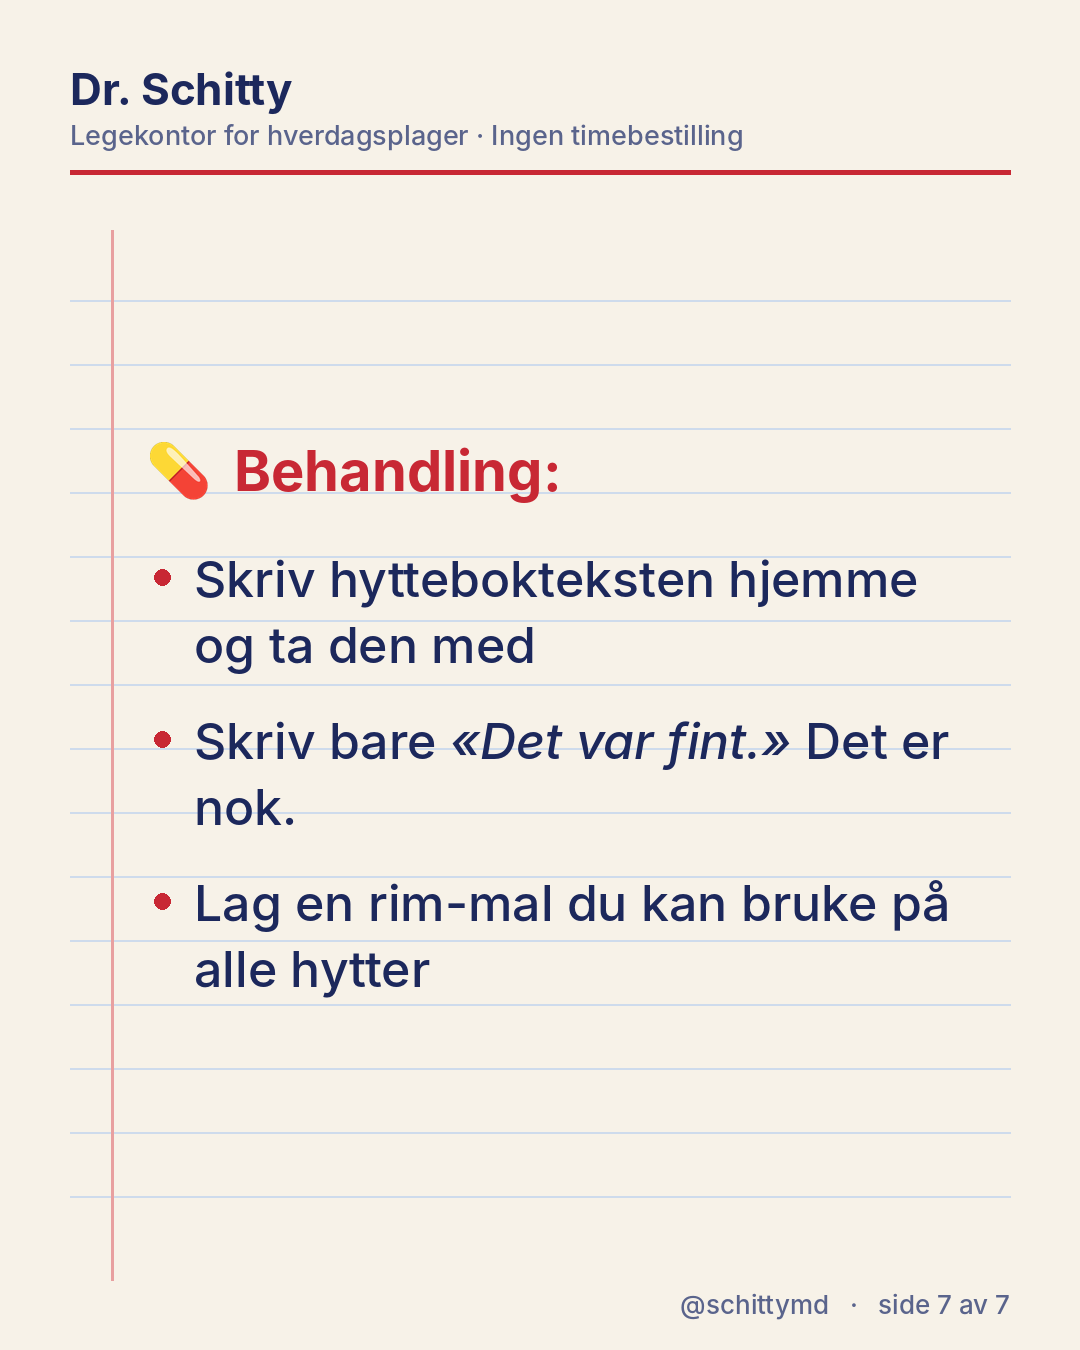 Dr. Schitty
Legekontor for hverdagsplager · Ingen timebestilling
💊 Behandling:
• Skriv hyttebokteksten hjemme
og ta den med
• Skriv bare «Det var fint.» Det er
nok.
• Lag en rim-mal du kan bruke på
alle hytter
@schittymd · side 7 av 7